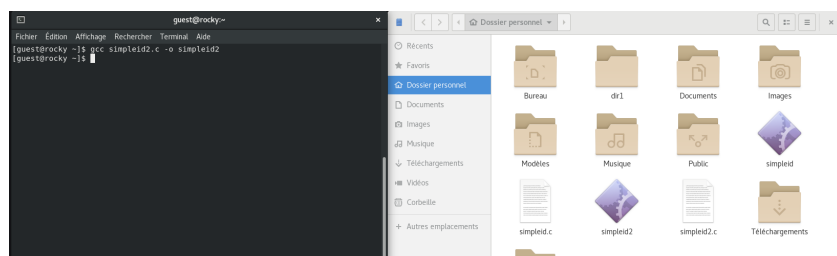 guest@rocky:~
Fichier Édition Affichage Rechercher Terminal Aide
[guest@rocky ~]$ gcc simpleid2.c -o simpleid2
[guest@rocky ~]$
Dossier personnel
Récents
Favoris
Dossier personnel
Documents
Images
Musique
Téléchargements
Vidéos
Corbeille
+ Autres emplacements
Bureau dir1 Documents Images
Modèles Musique Public simpleid
simpleid.c simpleid2 simpleid2.c Téléchargements